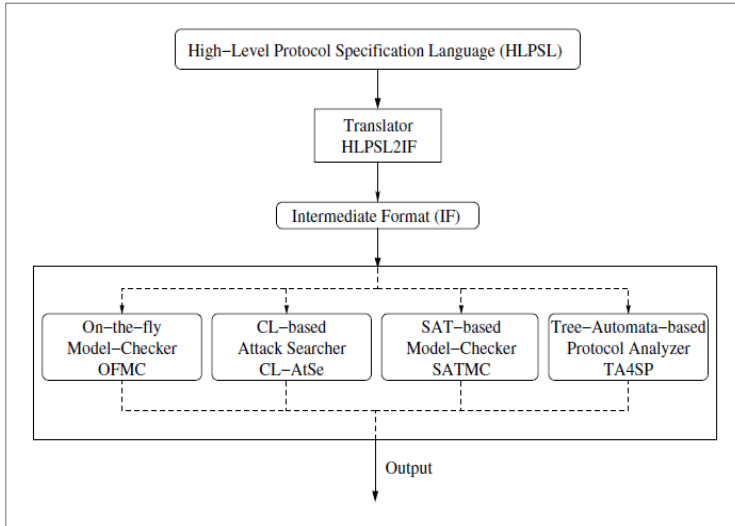 High−Level Protocol Specification Language (HLPSL)
Translator
HLPSL2IF
Intermediate Format (IF)
On−the−fly
Model−Checker
OFMC
CL−based
Attack Searcher
CL−AtSe
SAT−based
Model−Checker
SATMC
Tree−Automata−based
Protocol Analyzer
TA4SP
Output